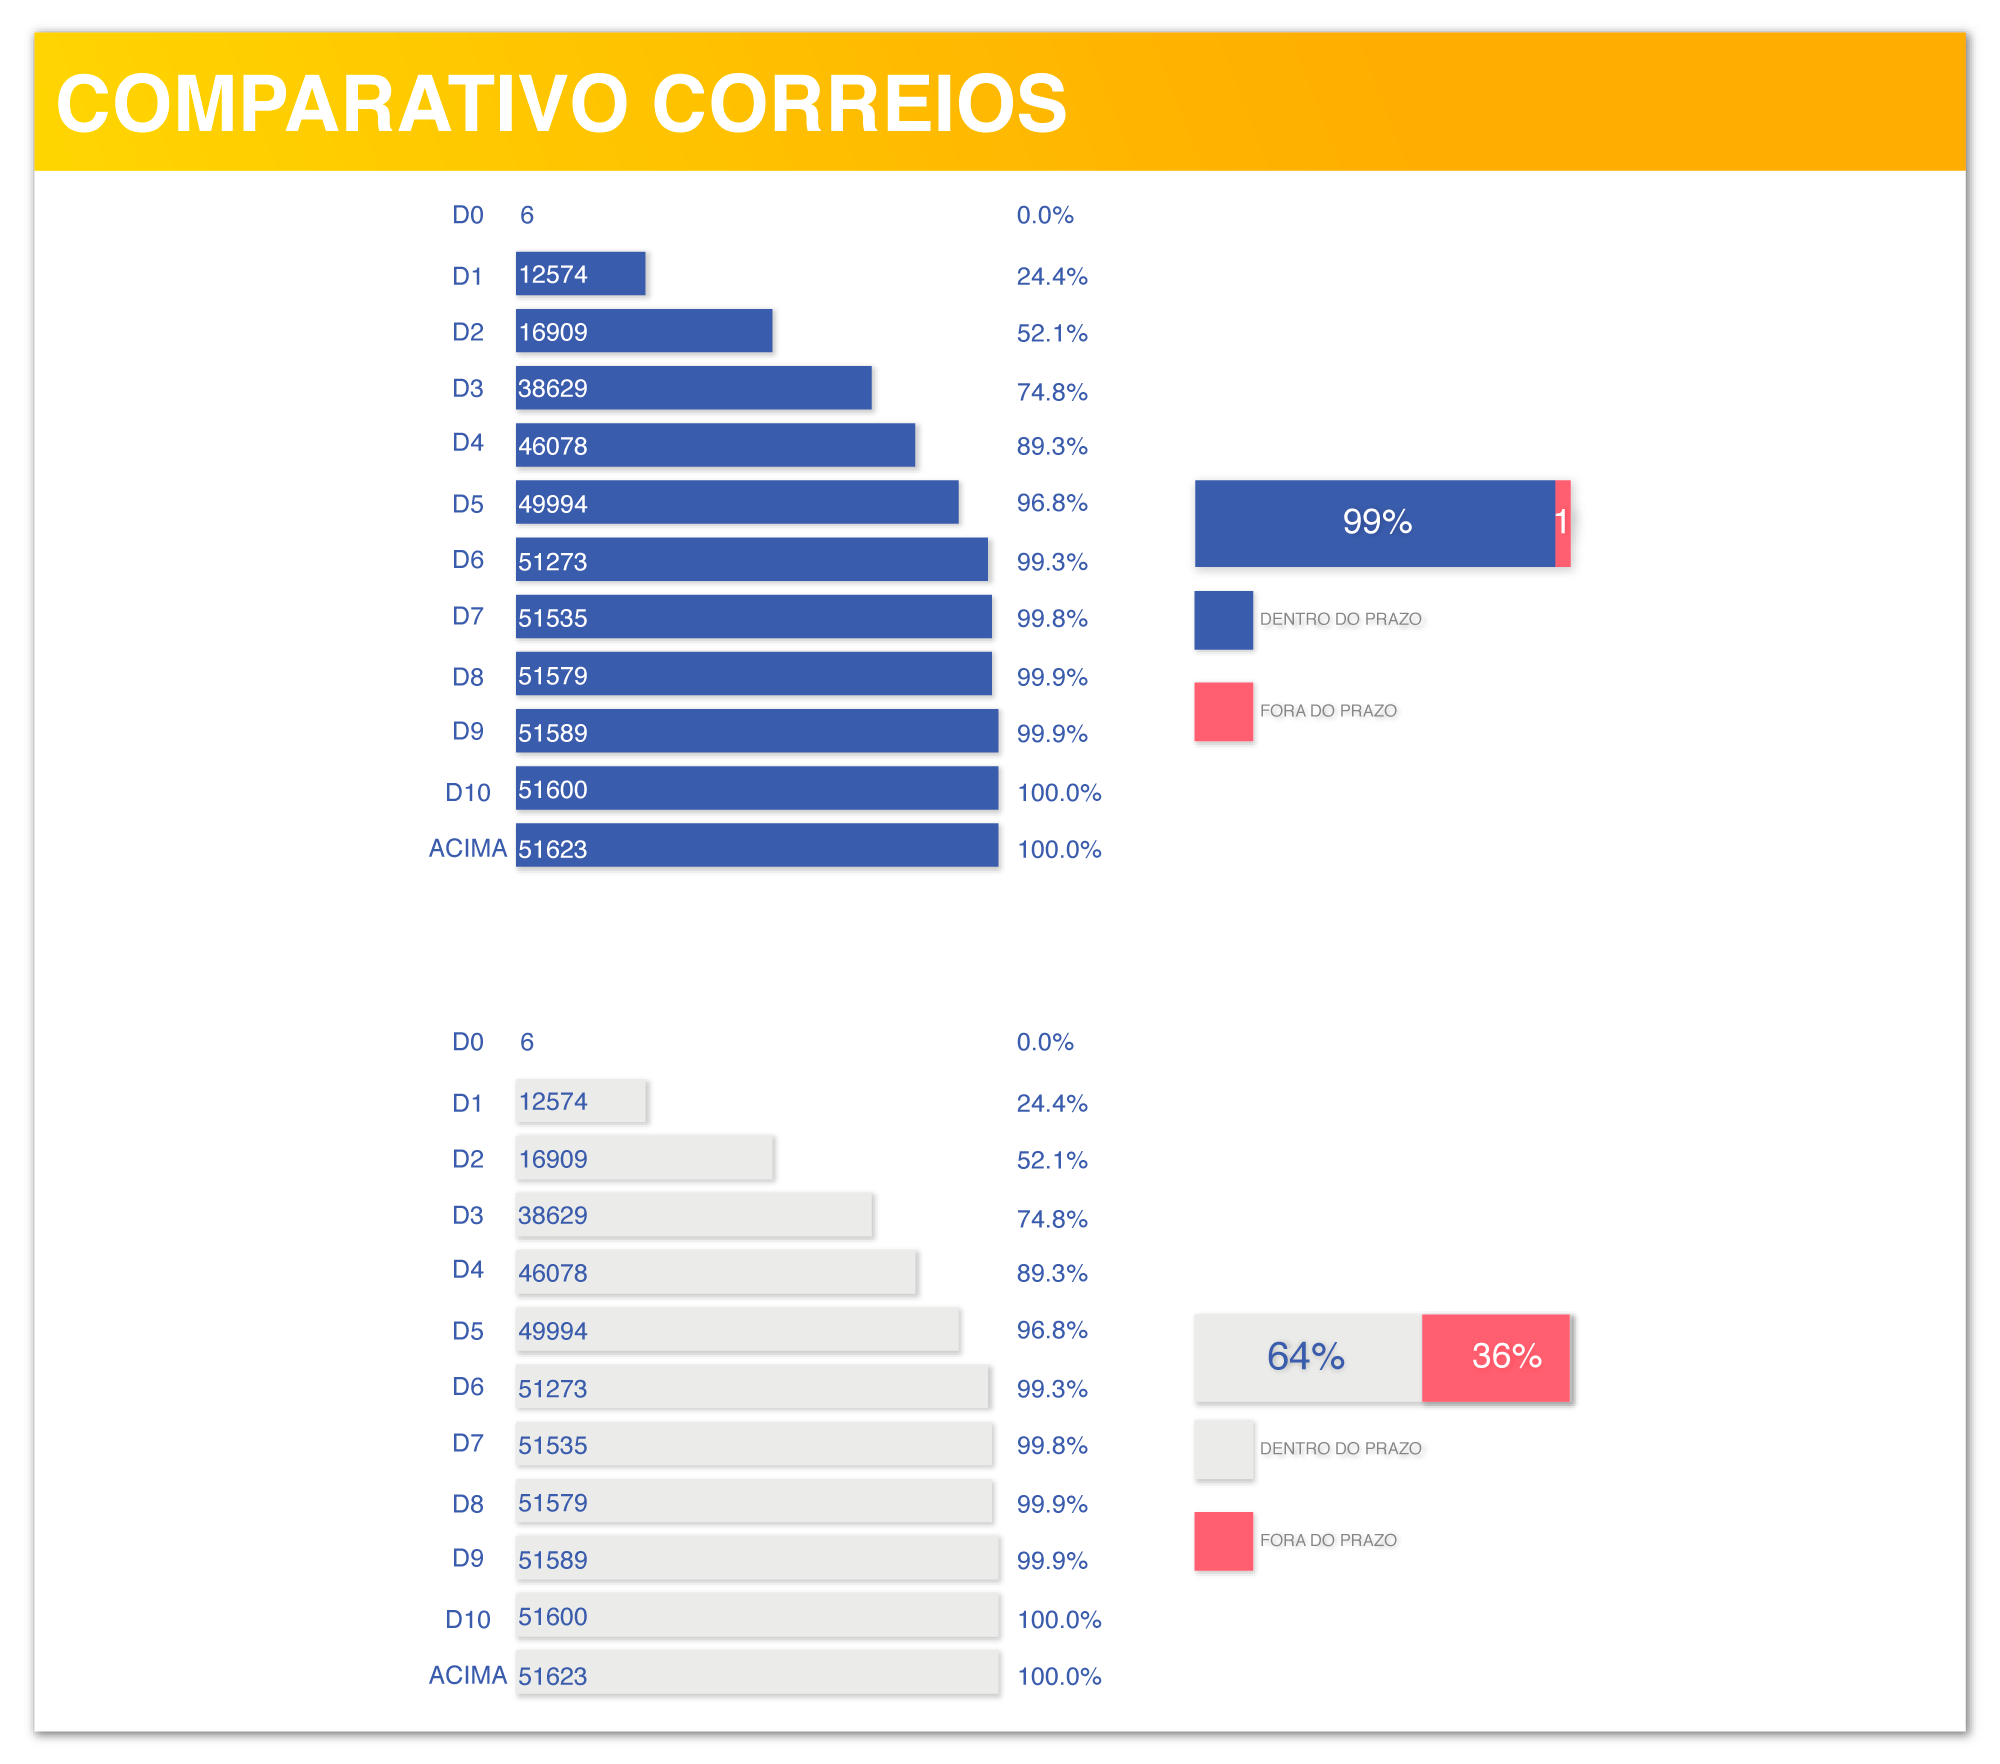 COMPARATIVO CORREIOS
D0 6 0.0%
D1 12574 24.4%
D2 16909 52.1%
D3 38629 74.8%
D4 46078 89.3%
D5 49994 96.8%
D6 51273 99.3%
D7 51535 99.8%
D8 51579 99.9%
D9 51589 99.9%
D10 51600 100.0%
ACIMA 51623 100.0%
99% 1
DENTRO DO PRAZO
FORA DO PRAZO
D0 6 0.0%
D1 12574 24.4%
D2 16909 52.1%
D3 38629 74.8%
D4 46078 89.3%
D5 49994 96.8%
D6 51273 99.3%
D7 51535 99.8%
D8 51579 99.9%
D9 51589 99.9%
D10 51600 100.0%
ACIMA 51623 100.0%
64% 36%
DENTRO DO PRAZO
FORA DO PRAZO